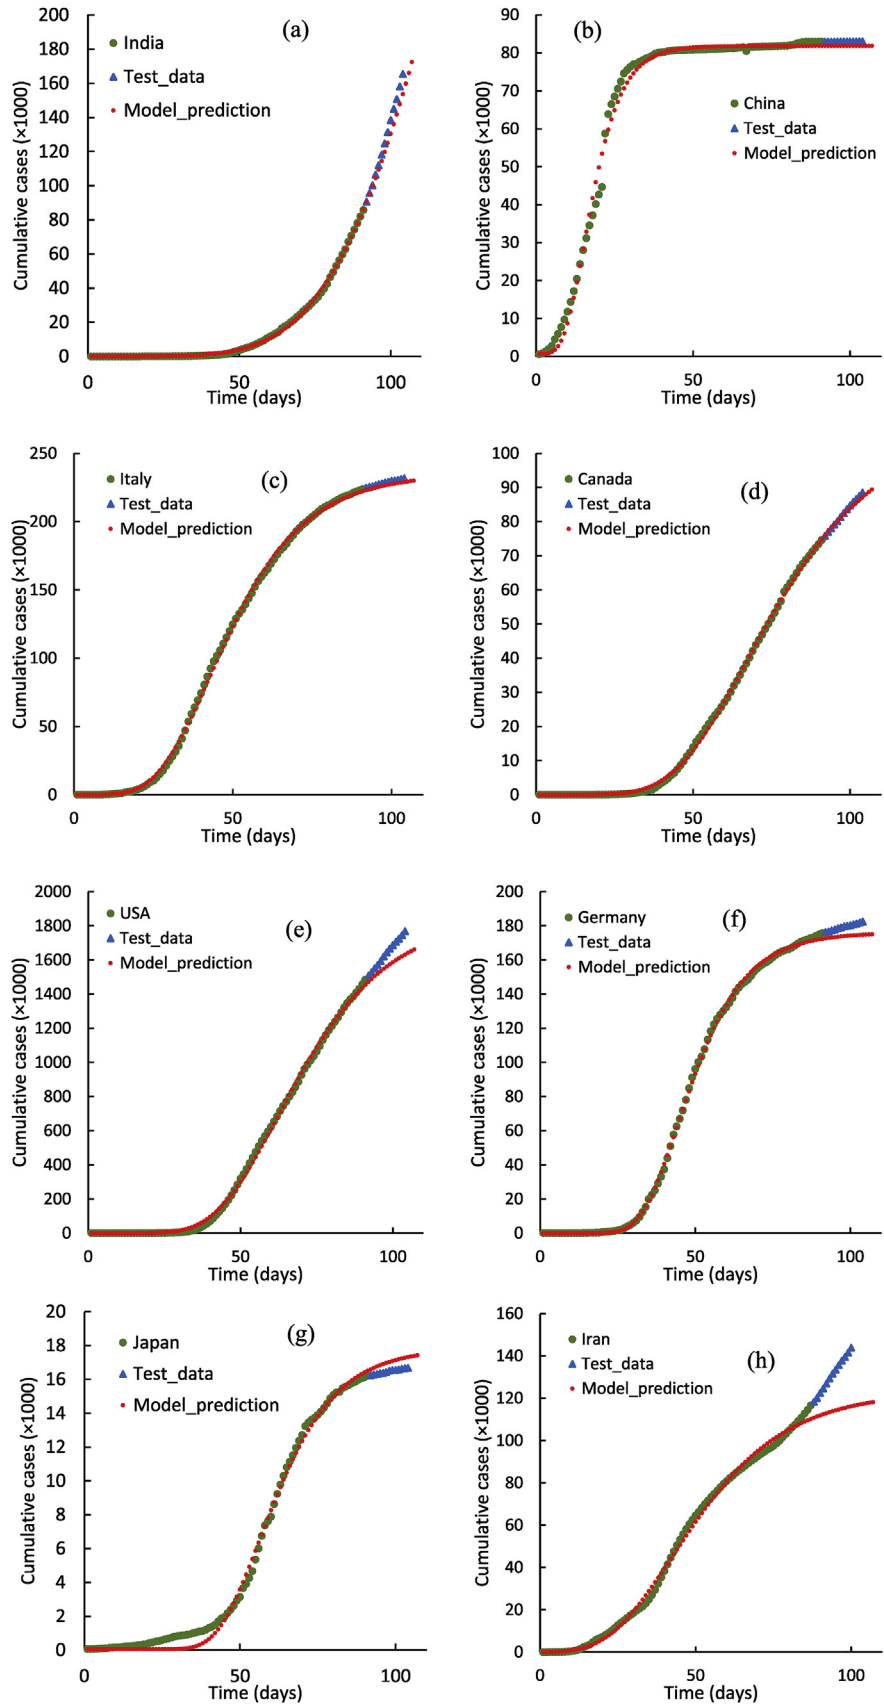 (a)
India
Test_data
Model_prediction
Cumulative cases (×1000)
200
180
160
140
120
100
80
60
40
20
0
0 50 100
Time (days)
(b)
China
Test_data
Model_prediction
Cumulative cases (×1000)
90
80
70
60
50
40
30
20
10
0
0 50 100
Time (days)
(c)
Italy
Test_data
Model_prediction
Cumulative cases (×1000)
250
200
150
100
50
0
0 50 100
Time (days)
(d)
Canada
Test_data
Model_prediction
Cumulative cases (×1000)
100
90
80
70
60
50
40
30
20
10
0
0 50 100
Time (days)
(e)
USA
Test_data
Model_prediction
Cumulative cases (×1000)
2000
1800
1600
1400
1200
1000
800
600
400
200
0
0 50 100
Time (days)
(f)
Germany
Test_data
Model_prediction
Cumulative cases (×1000)
200
180
160
140
120
100
80
60
40
20
0
0 50 100
Time (days)
(g)
Japan
Test_data
Model_prediction
Cumulative cases (×1000)
20
18
16
14
12
10
8
6
4
2
0
0 50 100
Time (days)
(h)
Iran
Test_data
Model_prediction
Cumulative cases (×1000)
160
140
120
100
80
60
40
20
0
0 50 100
Time (days)